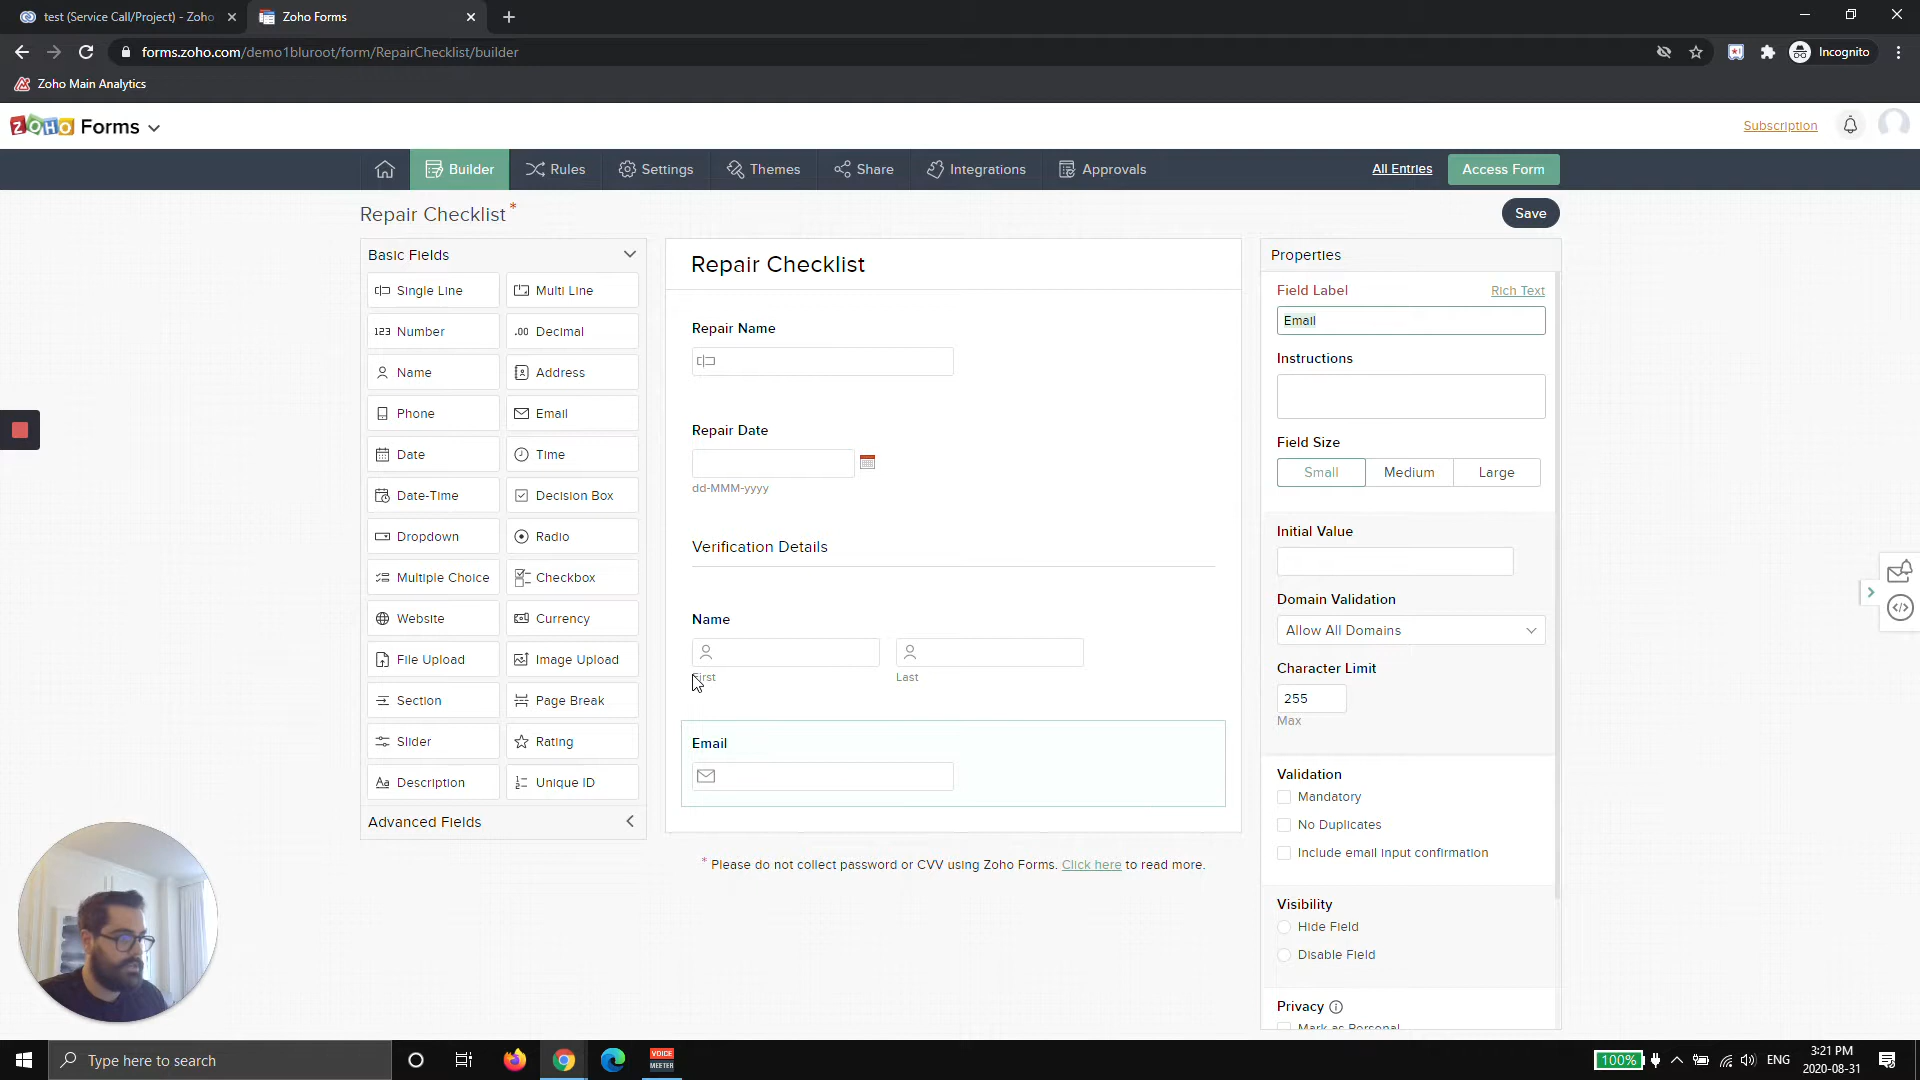 test (Service Call/Project) - Zoho
Zoho Forms
forms.zoho.com/demo1bluroot/form/RepairChecklist/builder
Incognito
Zoho Main Analytics
ZOHO Forms
Subscription
Builder
Rules
Settings
Themes
Share
Integrations
Approvals
All Entries
Access Form
Repair Checklist *
Save
Basic Fields
Single Line
Multi Line
Number
Decimal
Name
Address
Phone
Email
Date
Time
Date-Time
Decision Box
Dropdown
Radio
Multiple Choice
Checkbox
Website
Currency
File Upload
Image Upload
Section
Page Break
Slider
Rating
Description
Unique ID
Advanced Fields
Repair Checklist
Repair Name
Repair Date
dd-MMM-yyyy
Verification Details
Name
First
Last
Email
* Please do not collect password or CVV using Zoho Forms. Click here to read more.
Properties
Field Label
Rich Text
Email
Instructions
Field Size
Small
Medium
Large
Initial Value
Domain Validation
Allow All Domains
Character Limit
255
Max
Validation
Mandatory
No Duplicates
Include email input confirmation
Visibility
Hide Field
Disable Field
Privacy
Mark as Personal
Type here to search
VOICE
MEETER
100%
ENG
3:21 PM
2020-08-31